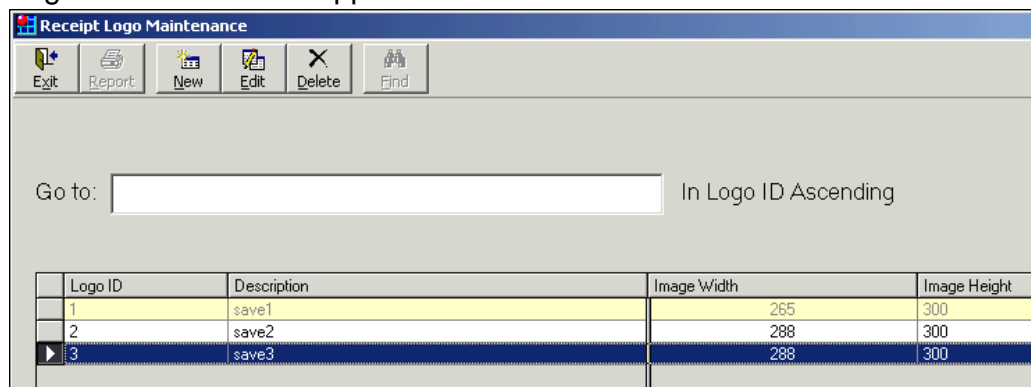 Receipt Logo Maintenance
Exit Report New Edit Delete Find
Go to: In Logo ID Ascending
Logo ID Description Image Width Image Height
1 save1 265 300
2 save2 288 300
3 save3 288 300